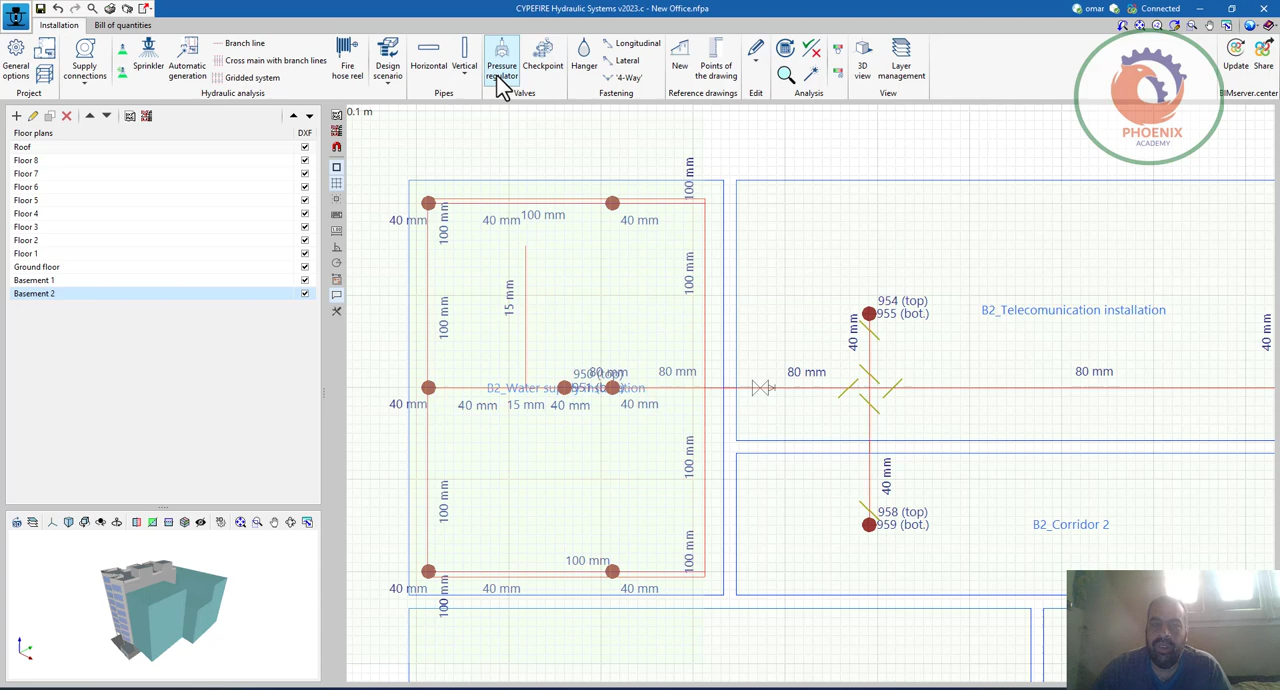 CYPEFIRE Hydraulic Systems v2023.c - [New Office.nfpa
omar
Connected
Installation
Bill of quantities
General options
Supply connections
Sprinkler
Automatic generation
Branch line
Cross main with branch lines
Gridded system
Fire hose reel
Design scenario
Horizontal
Vertical
Pressure regulator
Checkpoint
Hanger
Longitudinal
Lateral
'4-Way'
New
Points of the drawing
3D view
Layer management
Update
Share
Project
Hydraulic analysis
Pipes
Valves
Fastening
Reference drawings
Edit
Analysis
View
BIMserver.center
PHOENIX
ACADEMY
0.1 m
Floor plans
DXF
Roof
Floor 8
Floor 7
Floor 6
Floor 5
Floor 4
Floor 3
Floor 2
Floor 1
Ground floor
Basement 1
Basement 2
100 mm
40 mm
100 mm
40 mm
100 mm
40 mm
100 mm
15 mm
100 mm
954 (top)
955 (bot.)
B2_Telecomunication installation
40 mm
40 mm
80 mm
80 mm
80 mm
80 mm
40 mm
40 mm
15 mm
40 mm
40 mm
100 mm
40 mm
100 mm
958 (top)
959 (bot.)
B2_Corridor 2
100 mm
100 mm
40 mm
40 mm
40 mm
100 mm